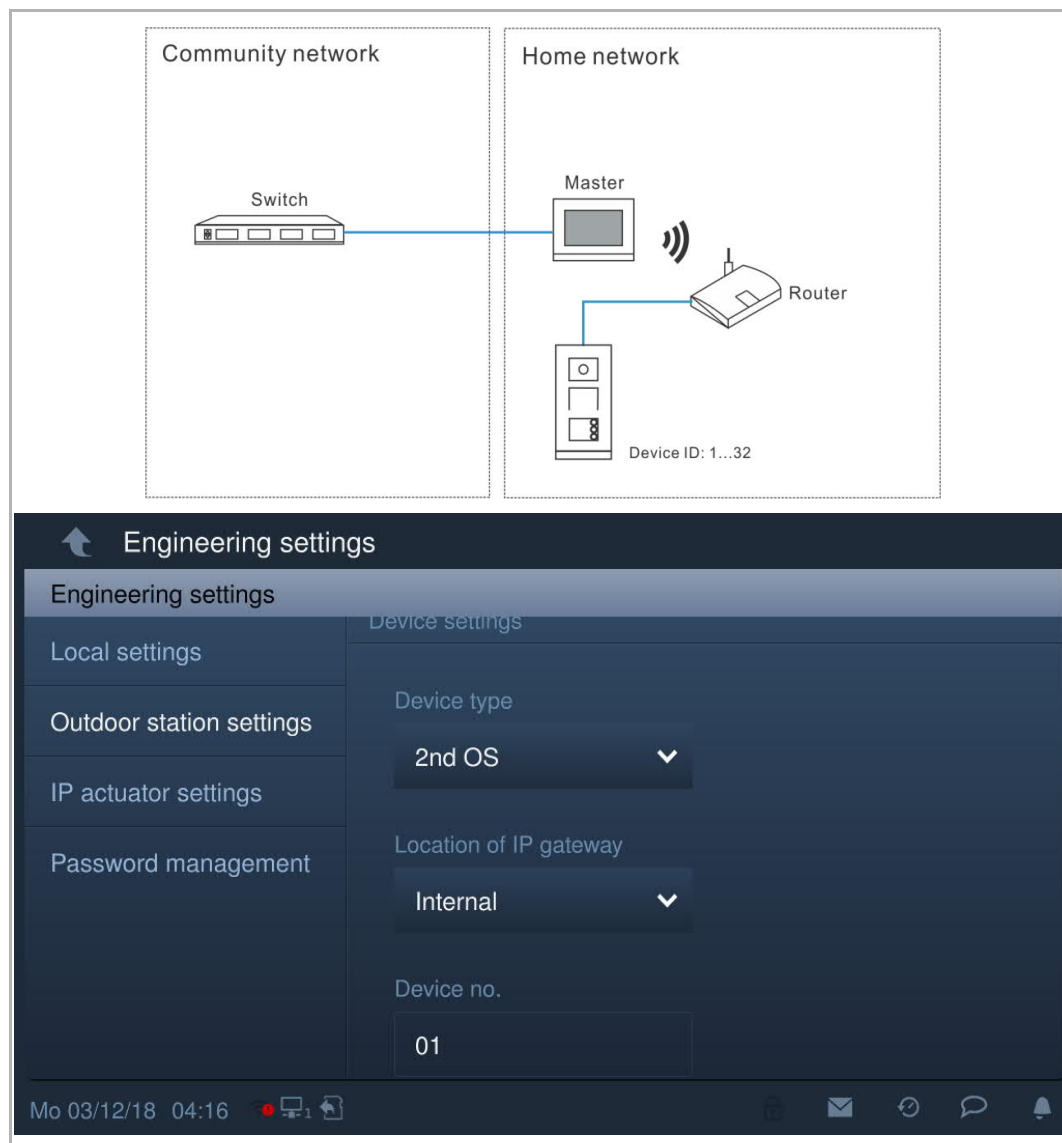 Community network
Home network
Switch
Master
Router
Device ID: 1...32
Engineering settings
Engineering settings
Local settings
Outdoor station settings
IP actuator settings
Password management
Device settings
Device type
2nd OS
Location of IP gateway
Internal
Device no.
01
Mo 03/12/18 04:16
1